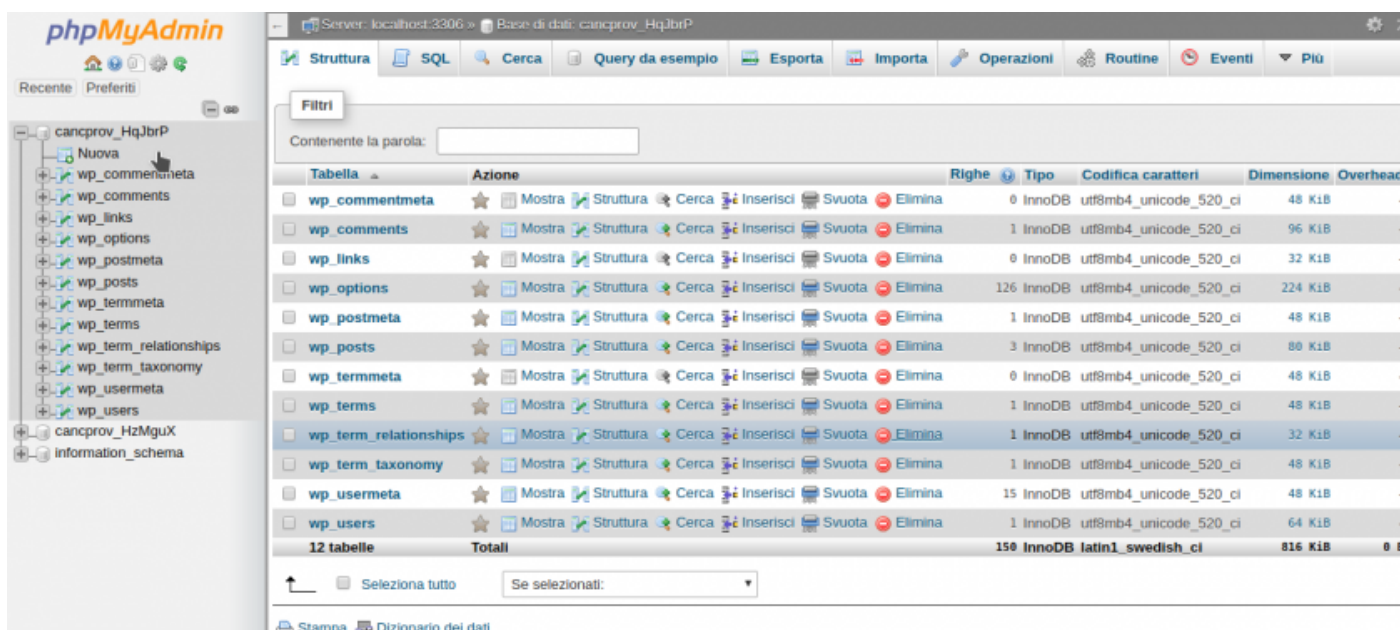 phpMyAdmin
Recente Preferiti
cancprov_HqJbrP
Nuova
wp_commentmeta
wp_comments
wp_links
wp_options
wp_postmeta
wp_posts
wp_termmeta
wp_terms
wp_term_relationships
wp_term_taxonomy
wp_usermeta
wp_users
cancprov_HzMguX
information_schema
Server: localhost:3306 » Base di dati: cancprov_HqJbrP
Struttura SQL Cerca Query da esempio Esporta Importa Operazioni Routine Eventi Più
Filtri
Contenente la parola:
Tabella Azione Righe Tipo Codifica caratteri Dimensione Overhead
wp_commentmeta Mostra Struttura Cerca Inserisci Svuota Elimina 0 InnoDB utf8mb4_unicode_520_ci 48 KiB
wp_comments Mostra Struttura Cerca Inserisci Svuota Elimina 1 InnoDB utf8mb4_unicode_520_ci 96 KiB
wp_links Mostra Struttura Cerca Inserisci Svuota Elimina 0 InnoDB utf8mb4_unicode_520_ci 32 KiB
wp_options Mostra Struttura Cerca Inserisci Svuota Elimina 126 InnoDB utf8mb4_unicode_520_ci 224 KiB
wp_postmeta Mostra Struttura Cerca Inserisci Svuota Elimina 1 InnoDB utf8mb4_unicode_520_ci 48 KiB
wp_posts Mostra Struttura Cerca Inserisci Svuota Elimina 3 InnoDB utf8mb4_unicode_520_ci 80 KiB
wp_termmeta Mostra Struttura Cerca Inserisci Svuota Elimina 0 InnoDB utf8mb4_unicode_520_ci 48 KiB
wp_terms Mostra Struttura Cerca Inserisci Svuota Elimina 1 InnoDB utf8mb4_unicode_520_ci 48 KiB
wp_term_relationships Mostra Struttura Cerca Inserisci Svuota Elimina 1 InnoDB utf8mb4_unicode_520_ci 32 KiB
wp_term_taxonomy Mostra Struttura Cerca Inserisci Svuota Elimina 1 InnoDB utf8mb4_unicode_520_ci 48 KiB
wp_usermeta Mostra Struttura Cerca Inserisci Svuota Elimina 15 InnoDB utf8mb4_unicode_520_ci 48 KiB
wp_users Mostra Struttura Cerca Inserisci Svuota Elimina 1 InnoDB utf8mb4_unicode_520_ci 64 KiB
12 tabelle Totali 150 InnoDB latin1_swedish_ci 816 KiB 0
Seleziona tutto Se selezionati:
Stampa Dizionario dei dati